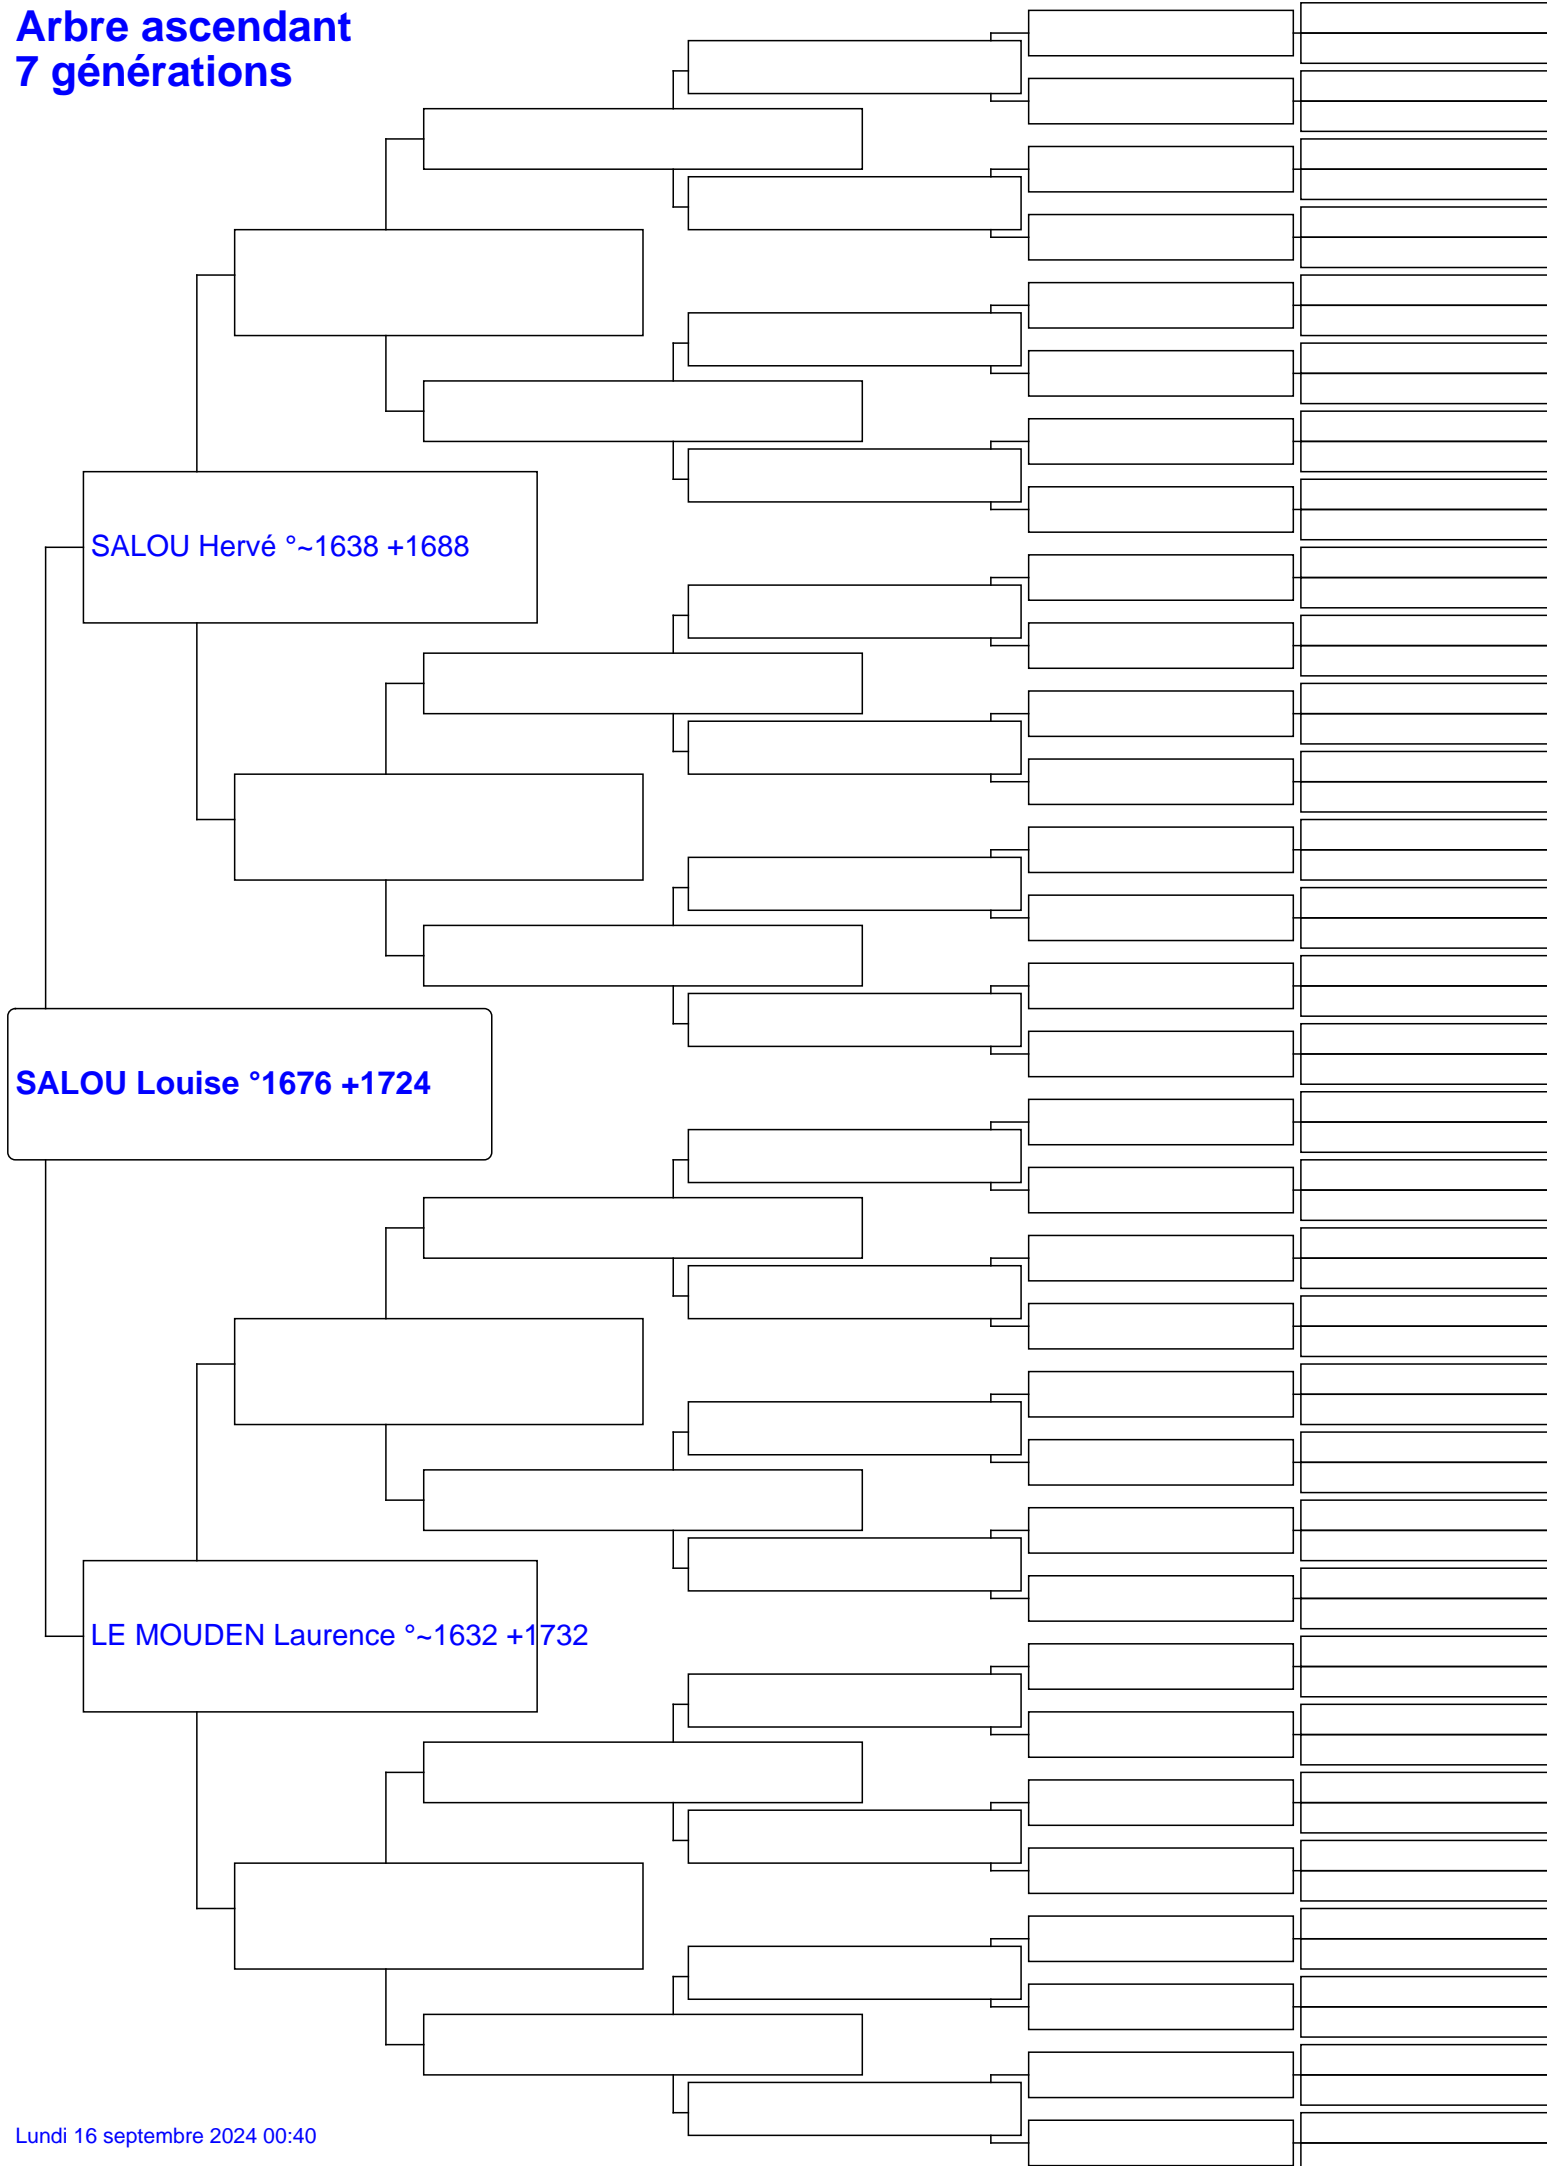 Arbre ascendant
7 générations
SALOU Hervé °~1638 +1688
SALOU Louise °1676 +1724
LE MOUDEN Laurence °~1632 +1732
Lundi 16 septembre 2024 00:40